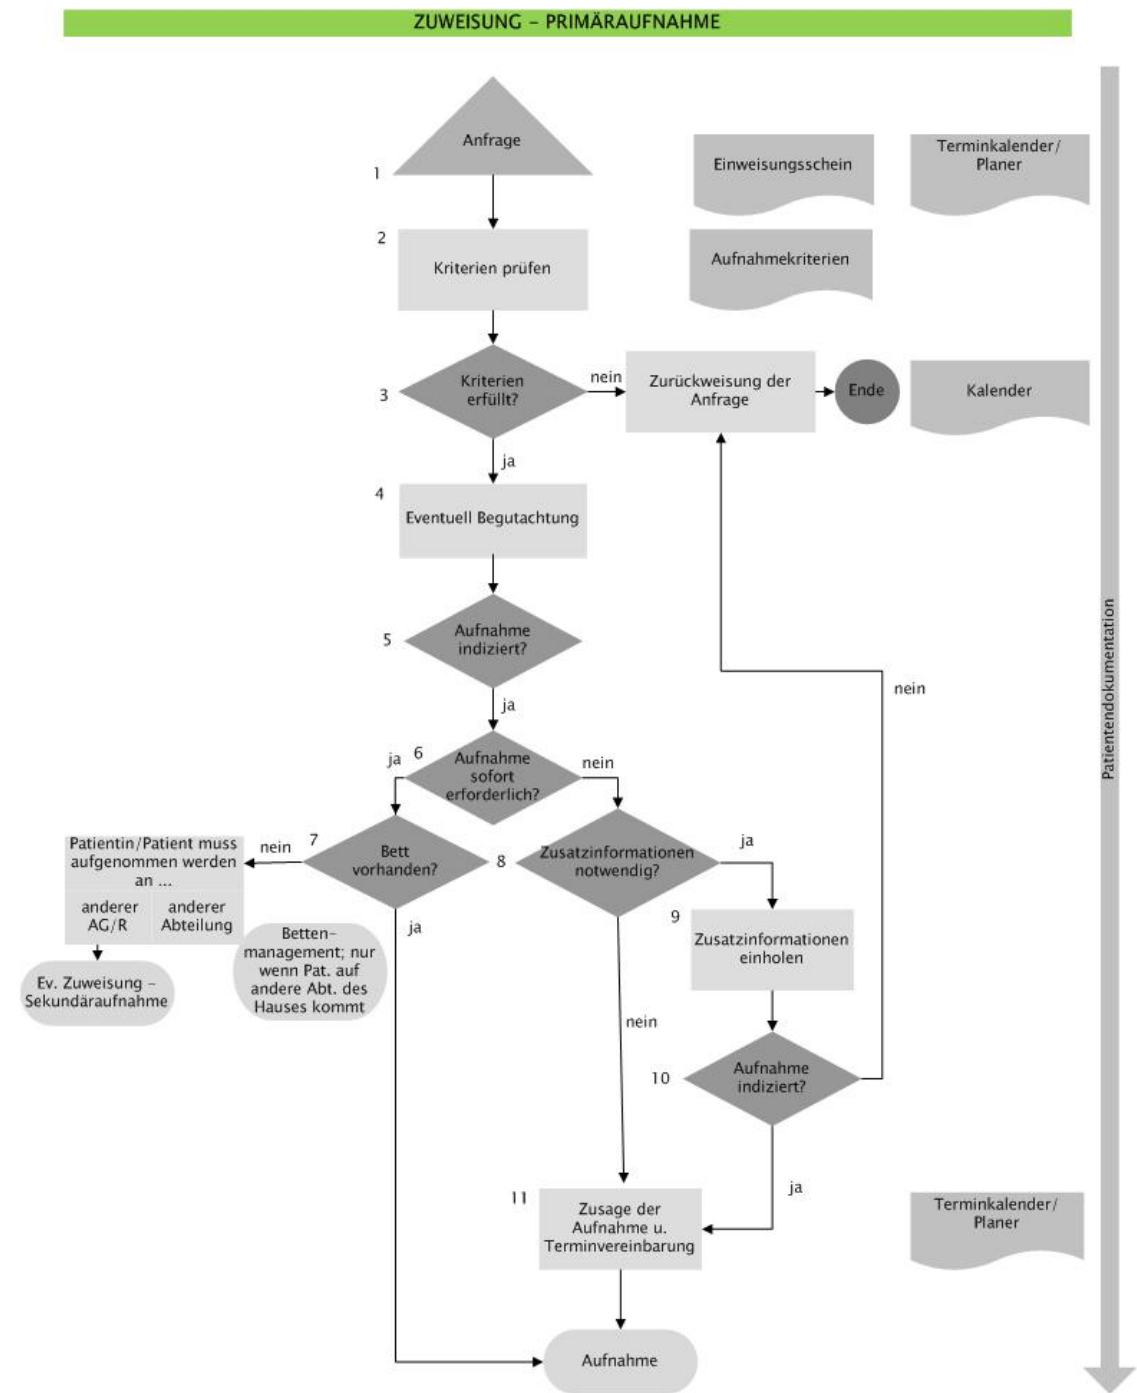 ZUWEISUNG – PRIMÄRAUFNAHME
Anfrage
1
Einweisungsschein
Terminkalender/
Planer
2
Kriterien prüfen
Aufnahmekriterien
3
Kriterien
erfüllt?
nein
Zurückweisung der
Anfrage
Ende
Kalender
ja
4
Eventuell Begutachtung
5
Aufnahme
indiziert?
ja
nein
Patientendokumentation
6
Aufnahme
sofort
erforderlich?
ja
nein
7
Bett
vorhanden?
nein
Patientin/Patient muss
aufgenommen werden
an ...
anderer
AG/R
anderer
Abteilung
Ev. Zuweisung –
Sekundäraufnahme
Betten-
management; nur
wenn Pat. auf
andere Abt. des
Hauses kommt
ja
8
Zusatzinformationen
notwendig?
ja
9
Zusatzinformationen
einholen
nein
10
Aufnahme
indiziert?
ja
11
Zusage der
Aufnahme u.
Terminvereinbarung
Terminkalender/
Planer
Aufnahme